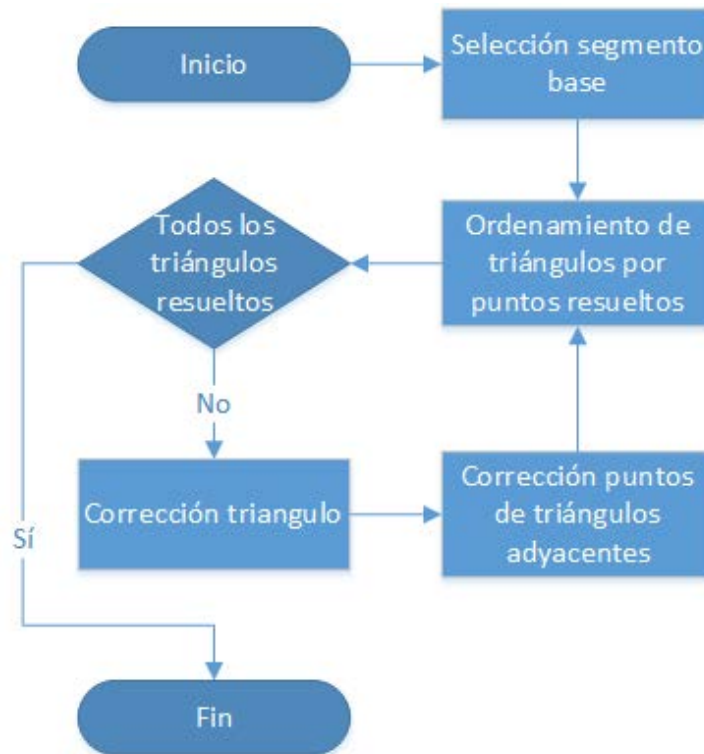 Inicio
Selección segmento
base
Ordenamiento de
triángulos por
puntos resueltos
Todos los
triángulos
resueltos
No
Corrección triangulo
Corrección puntos
de triángulos
adyacentes
Sí
Fin